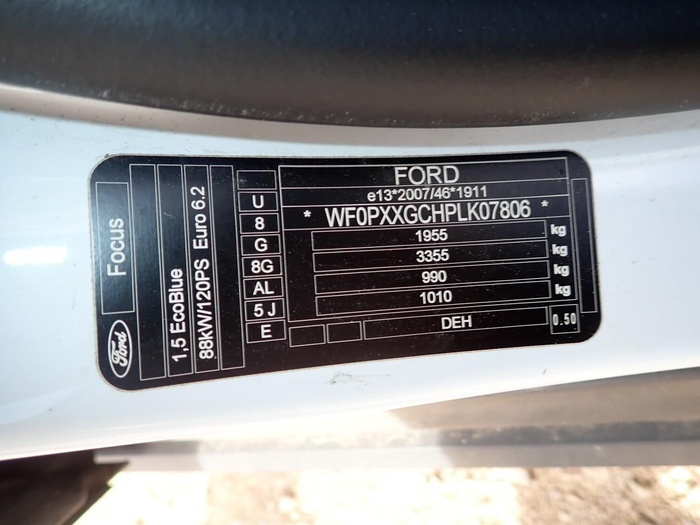 Focus
Ford
1,5 EcoBlue
88kW/120PS Euro 6.2
U
8
G
8G
AL
5 J
E
FORD
e13*2007/46*1911
* WF0PXXGCHPLK07806 *
1955 kg
3355 kg
990 kg
1010 kg
DEH
0.50